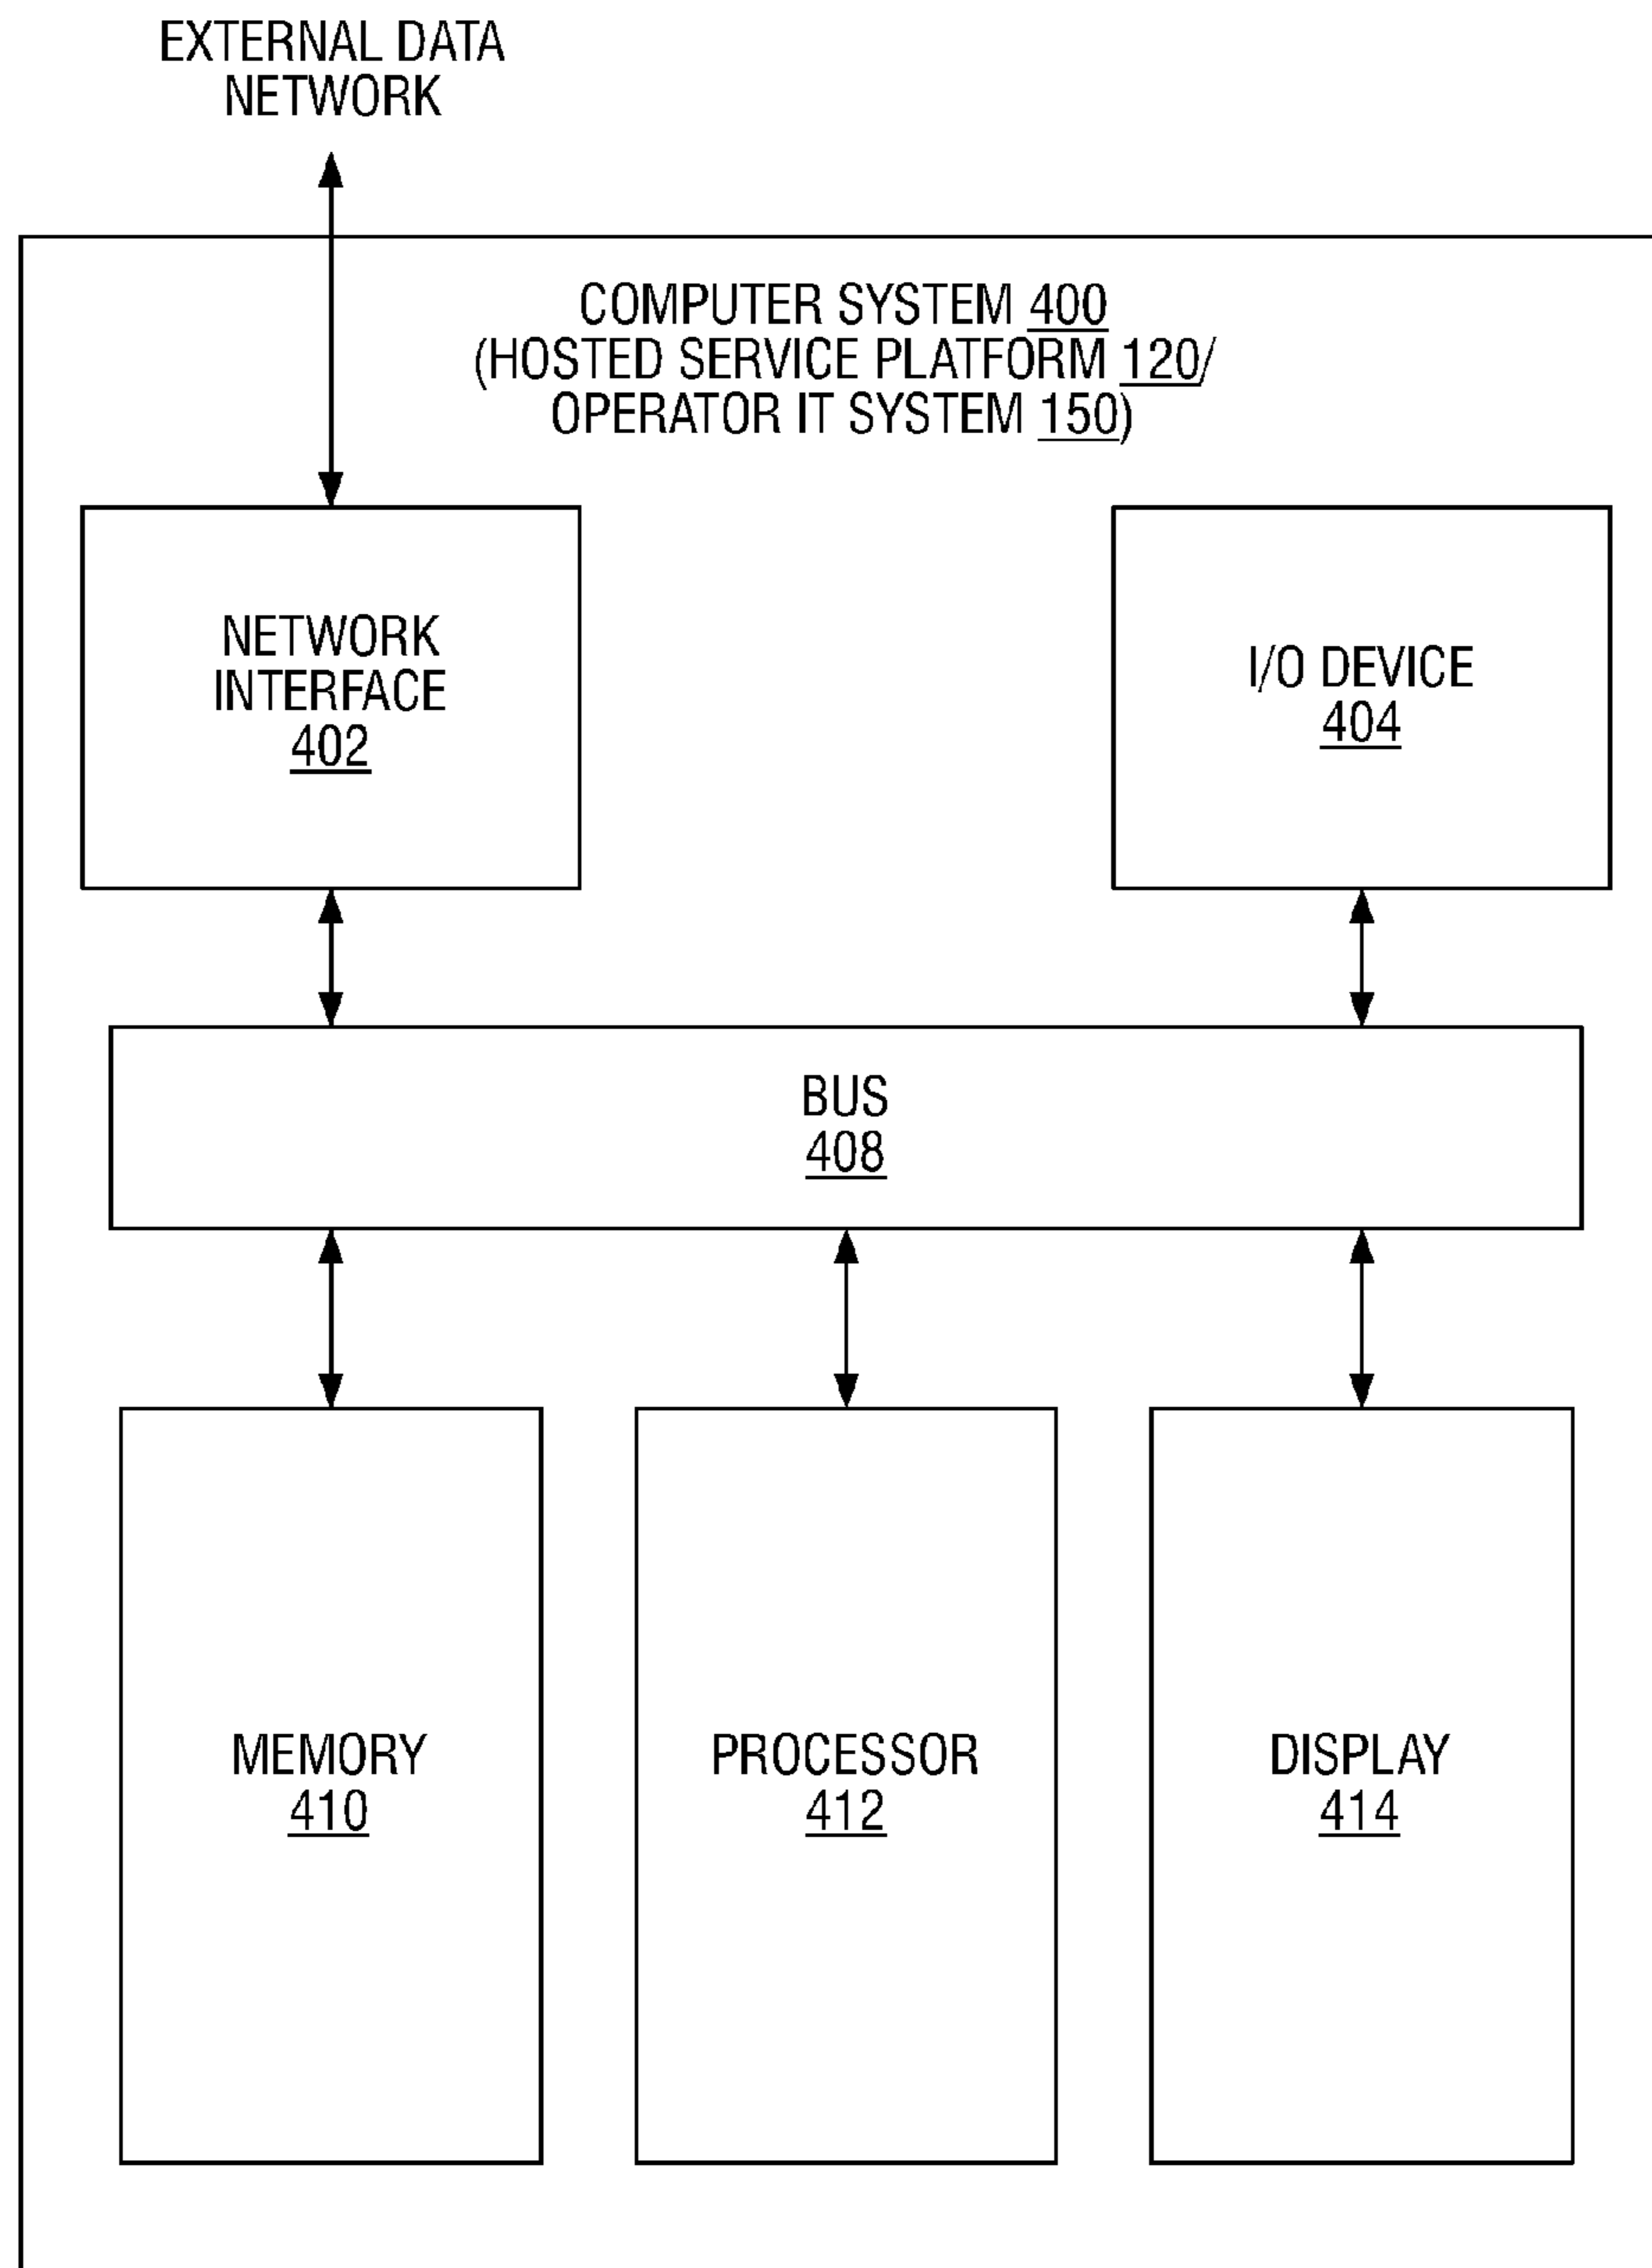 EXTERNAL DATA
NETWORK
COMPUTER SYSTEM 400
(HOSTED SERVICE PLATFORM 120/
OPERATOR IT SYSTEM 150)
NETWORK
INTERFACE
402
I/O DEVICE
404
BUS
408
MEMORY
410
PROCESSOR
412
DISPLAY
414